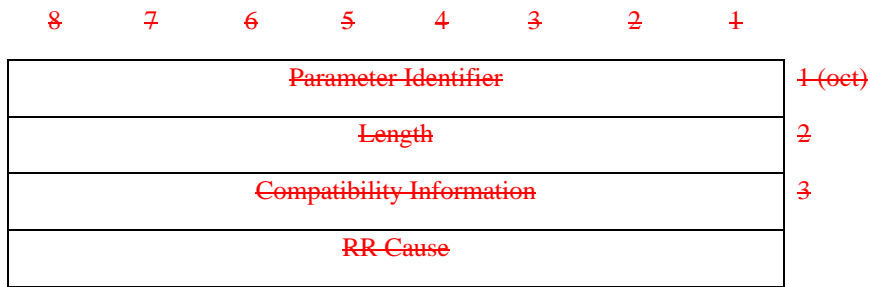 8 7 6 5 4 3 2 1
Parameter Identifier 1 (oct)
Length 2
Compatibility Information 3
RR Cause